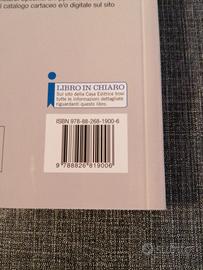 l catalogo cartaceo e/o digitale sul sito
LIBRO IN CHIARO
Sul sito della Casa Editrice trovi
tutte le informazioni dettagliate
riguardanti questo libro.
ISBN 978-88-268-1900-6
9 788826 819006